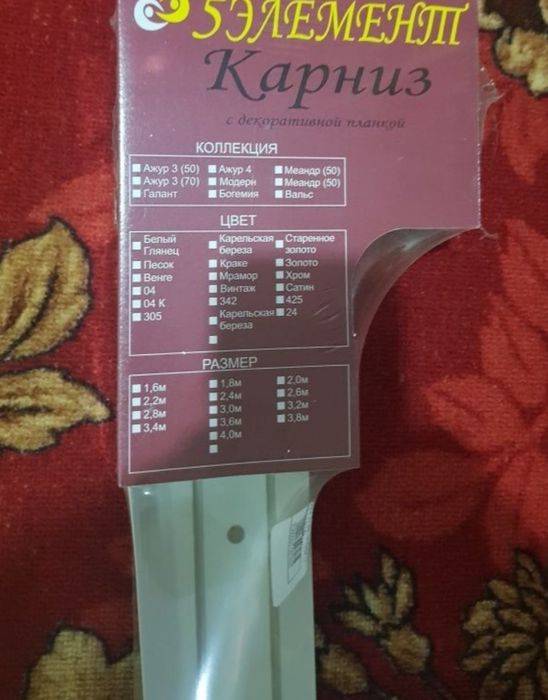 5ЭЛЕМЕНТ
Карниз
с декоративной планкой
КОЛЛЕКЦИЯ
Ажур 3 (50) Ажур 4 Меандр (50)
Ажур 3 (70) Модерн Меандр (50)
Галант Богемия Вальс
ЦВЕТ
Белый Глянец Карельская береза Старенное золото
Песок Краке Золото
Венге Мрамор Хром
04 Винтаж Сатин
04 К 342 425
305 Карельская береза 24
РАЗМЕР
1,6м 1,8м 2,0м
2,2м 2,4м 2,6м
2,8м 3,0м 3,2м
3,4м 3,6м 3,8м
4,0м